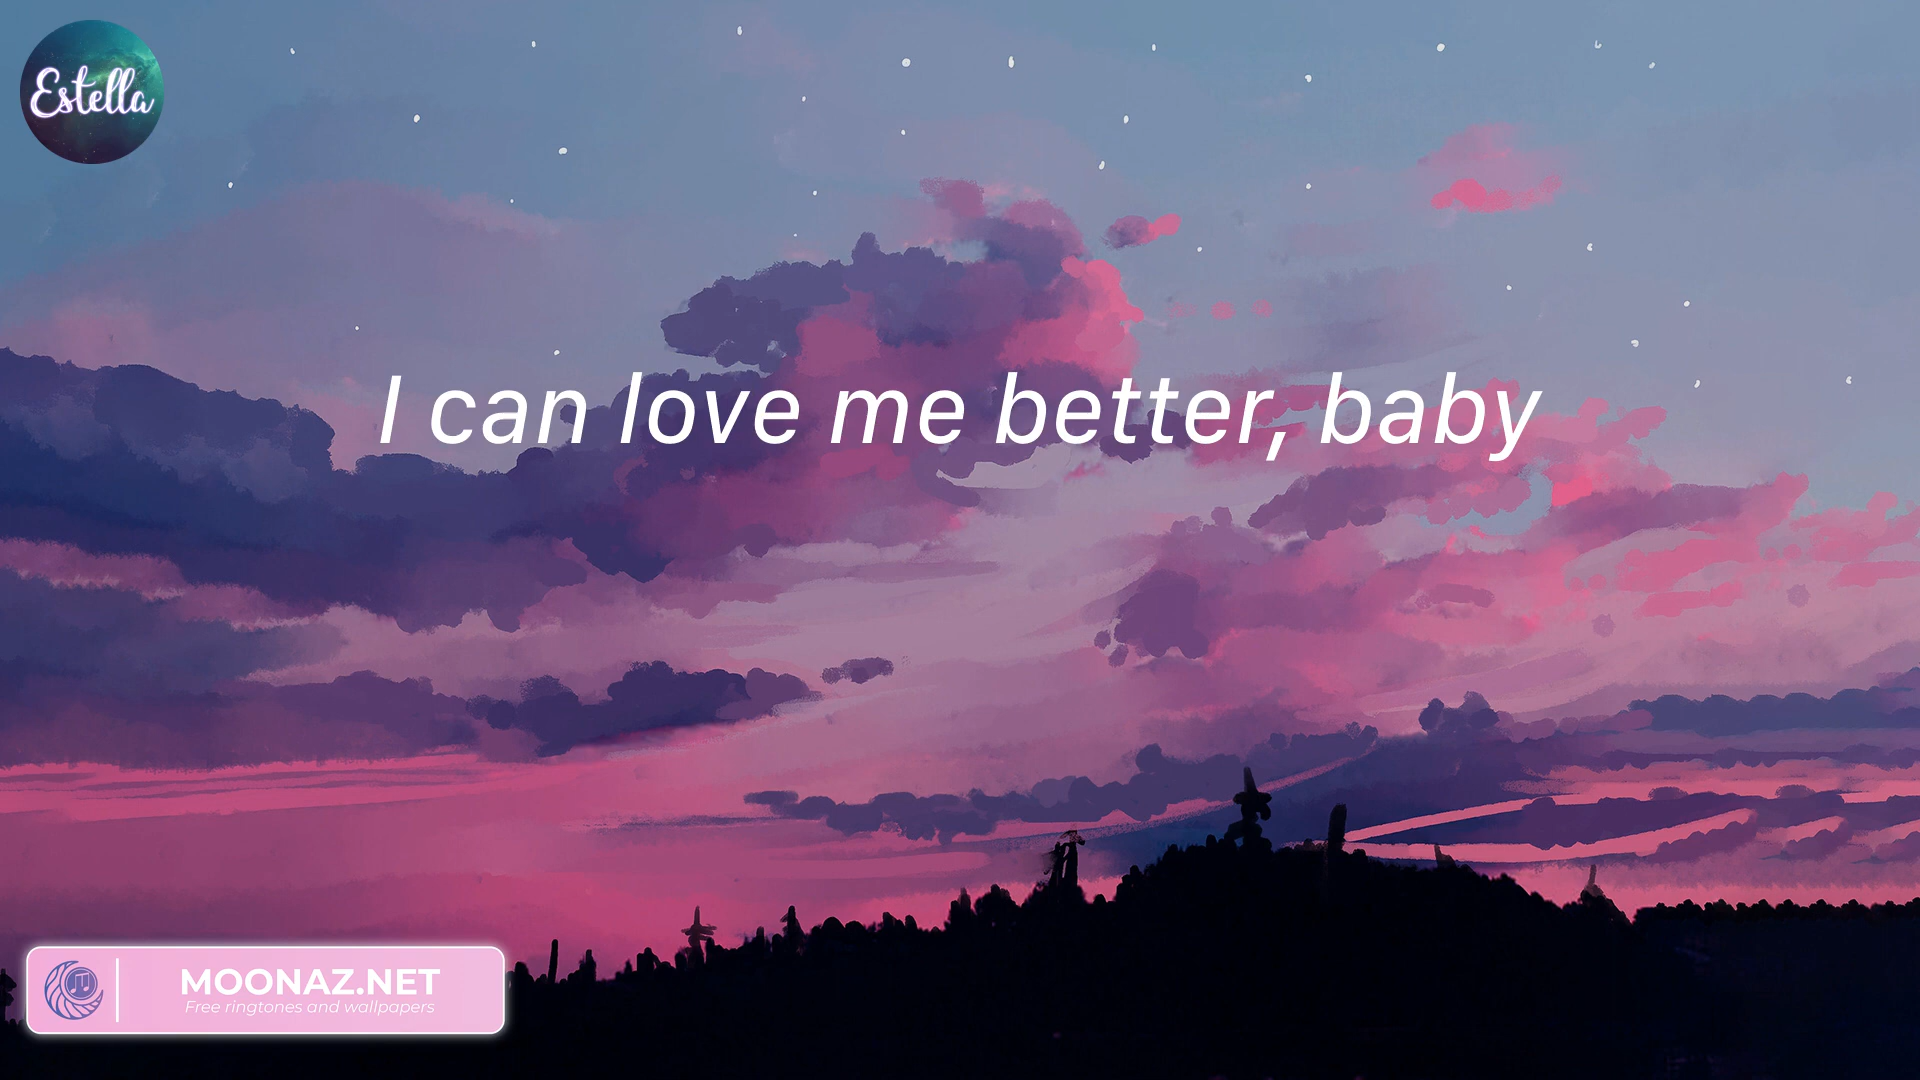 Estella
I can love me better, baby
MOONAZ.NET
Free ringtones and wallpapers